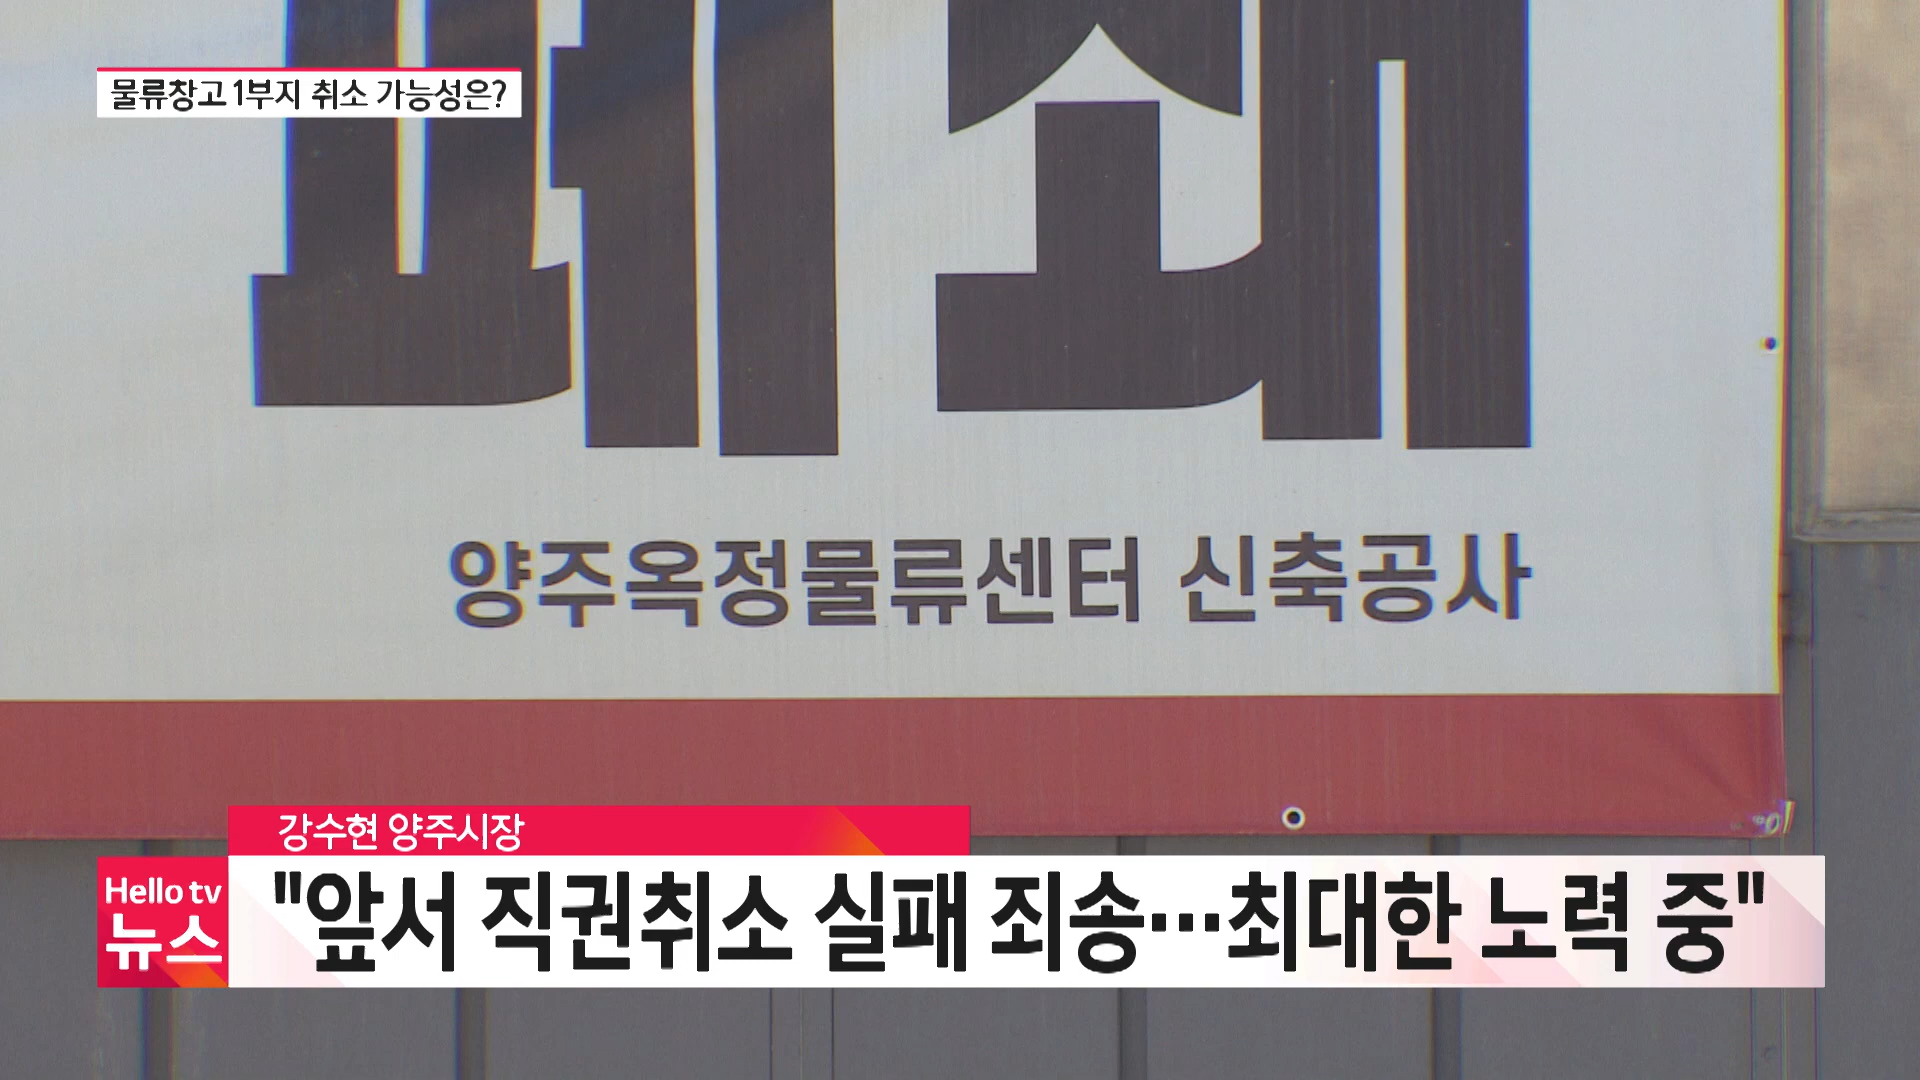 물류창고 1부지 취소 가능성은?
폐쇄
양주옥정물류센터 신축공사
강수현 양주시장
Hello tv
뉴스
"앞서 직권취소 실패 죄송…최대한 노력 중"